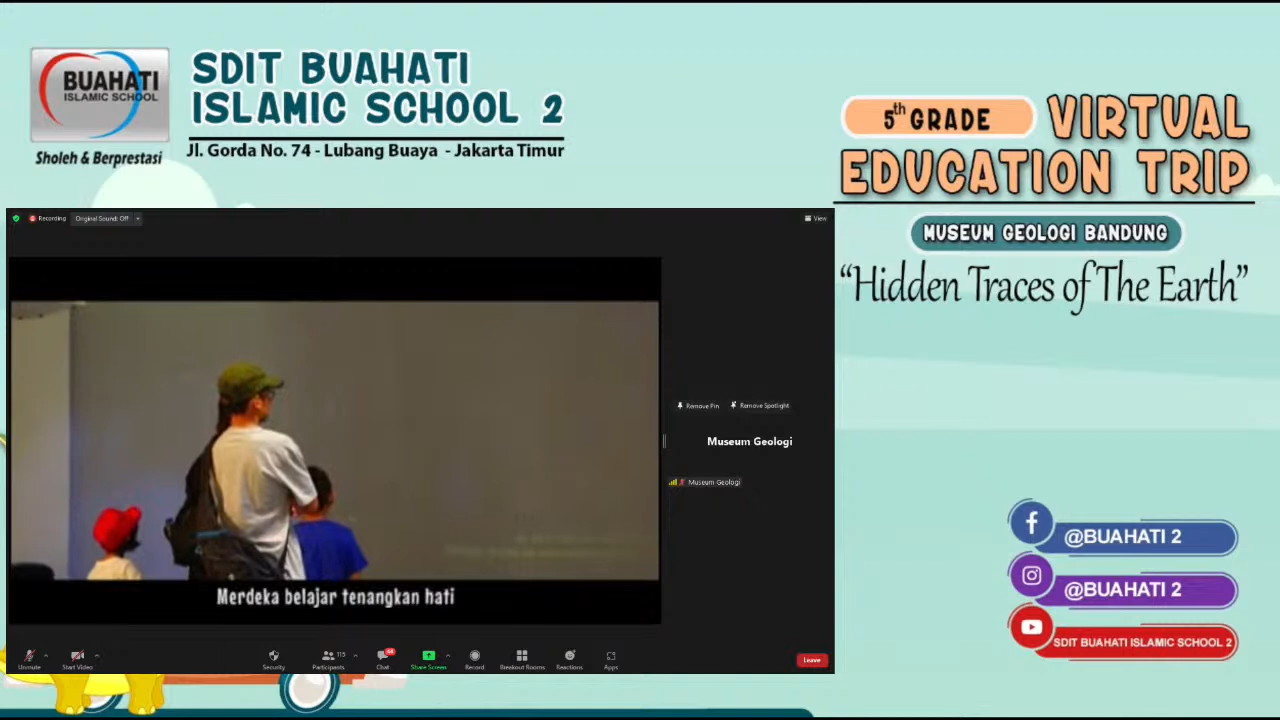 BUAHATI
ISLAMIC SCHOOL
Sholeh & Berprestasi
SDIT BUAHATI
ISLAMIC SCHOOL 2
Jl. Gorda No. 74 - Lubang Buaya - Jakarta Timur
5th GRADE VIRTUAL
EDUCATION TRIP
MUSEUM GEOLOGI BANDUNG
“Hidden Traces of The Earth”
Recording
Original Sound: Off
View
Remove Pin
Remove Spotlight
Museum Geologi
Museum Geologi
Merdeka belajar tenangkan hati
Unmute
Start Video
Security
Participants
115
Chat
44
Share Screen
Record
Breakout Rooms
Reactions
Apps
Leave
@BUAHATI 2
@BUAHATI 2
SDIT BUAHATI ISLAMIC SCHOOL 2